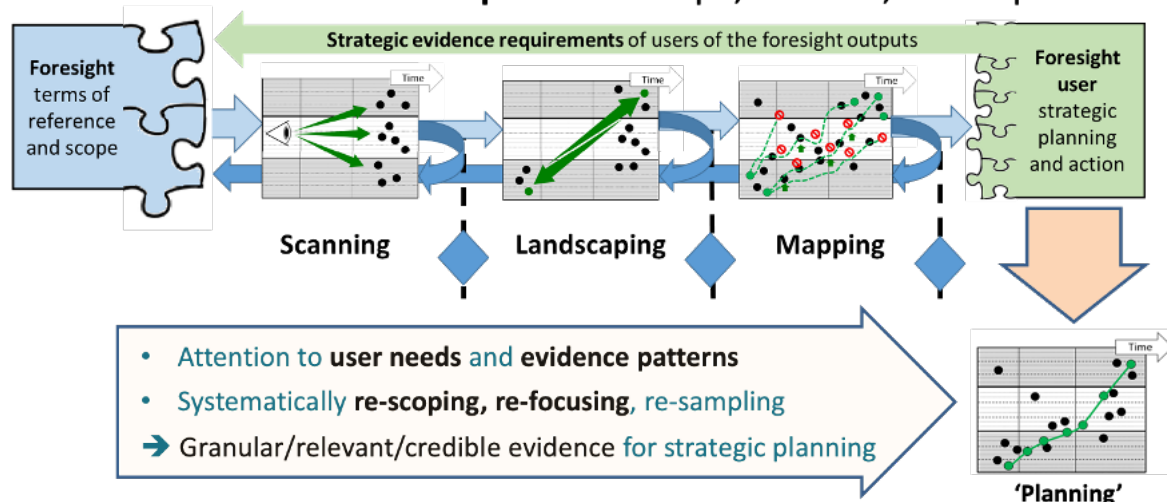 Strategic evidence requirements of users of the foresight outputs
Foresight
terms of
reference
and scope
Time
Time
Time
Foresight
user
strategic
planning
and action
Scanning
Landscaping
Mapping
• Attention to user needs and evidence patterns
• Systematically re-scoping, re-focusing, re-sampling
➔ Granular/relevant/credible evidence for strategic planning
Time
'Planning'